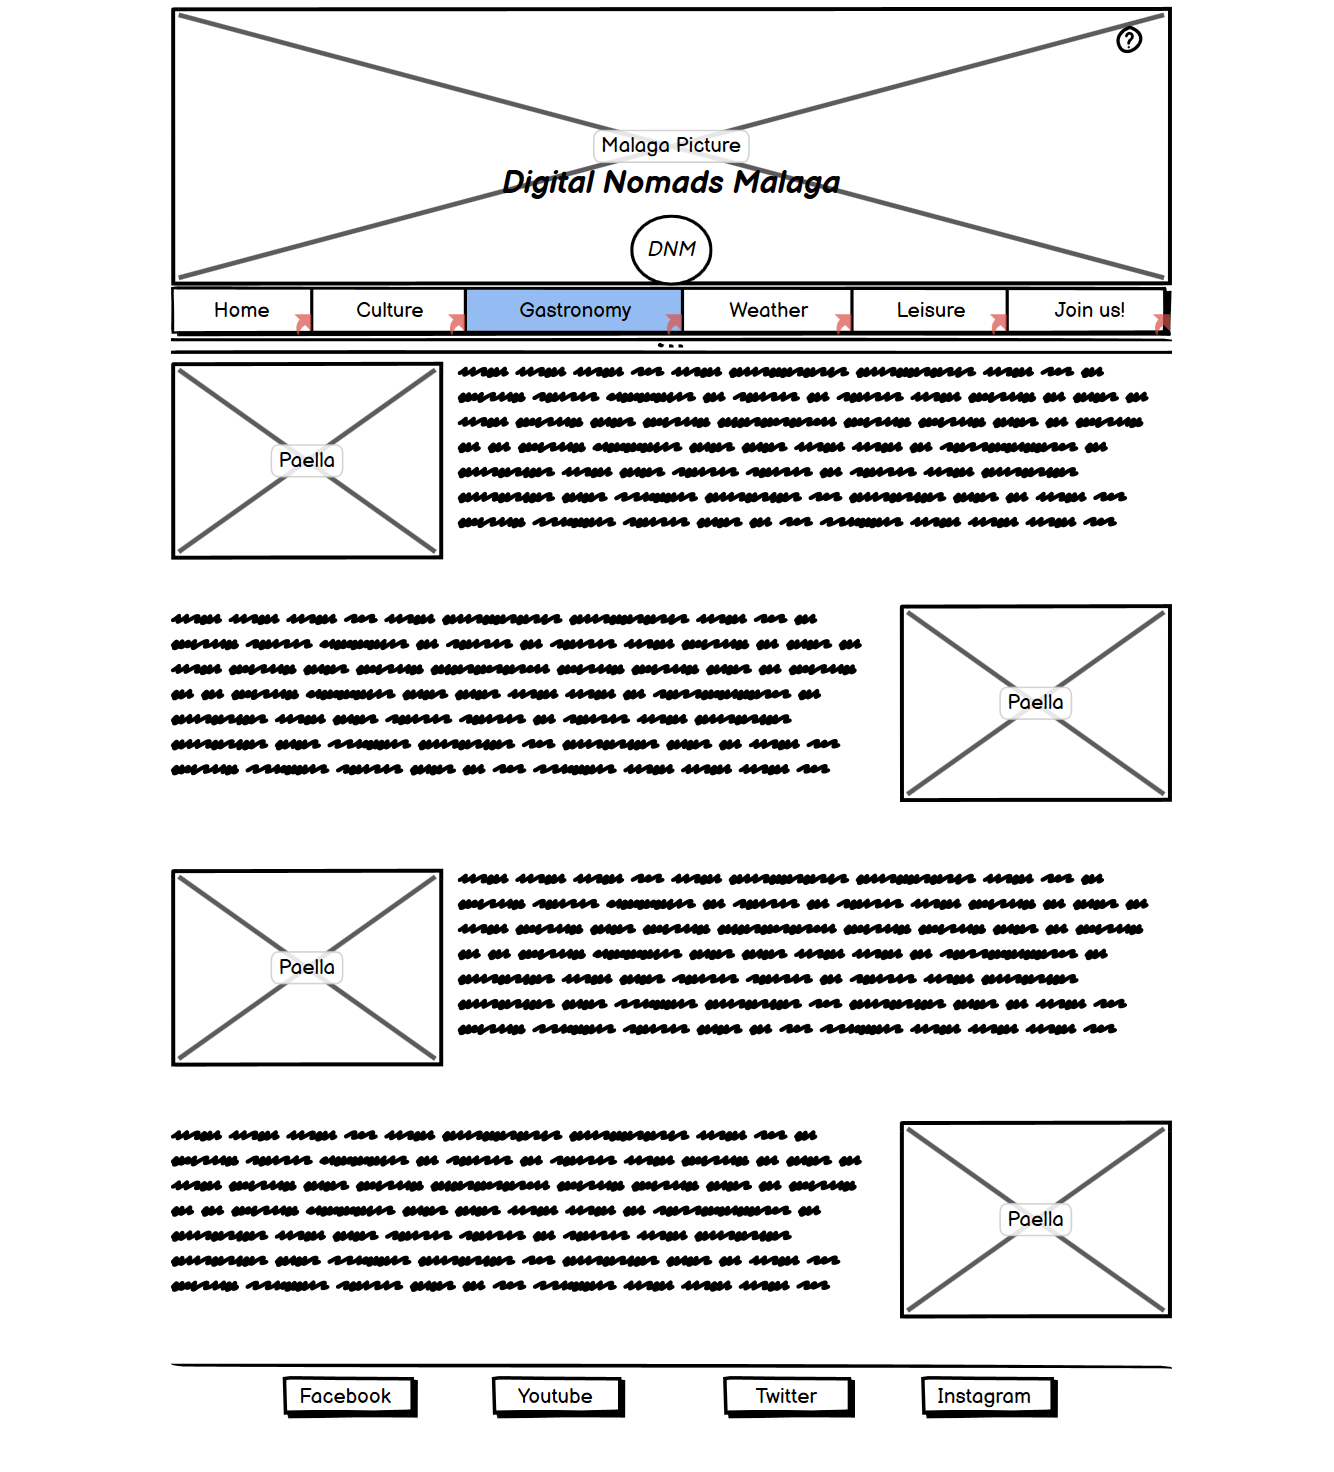 ?
Malaga Picture
Digital Nomads Malaga
DNM
Home Culture Gastronomy Weather Leisure Join us!
Paella
Paella
Paella
Paella
Facebook Youtube Twitter Instagram